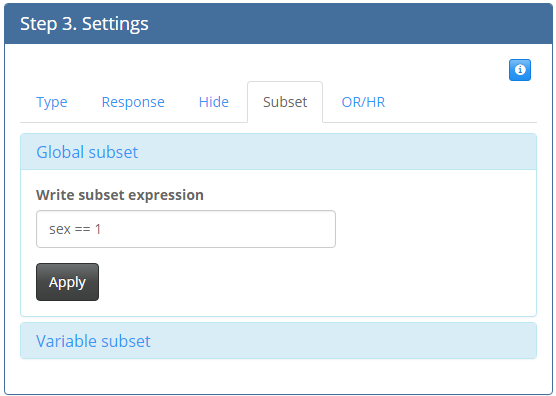 Step 3. Settings
Type Response Hide Subset OR/HR
Global subset
Write subset expression
sex == 1
Apply
Variable subset